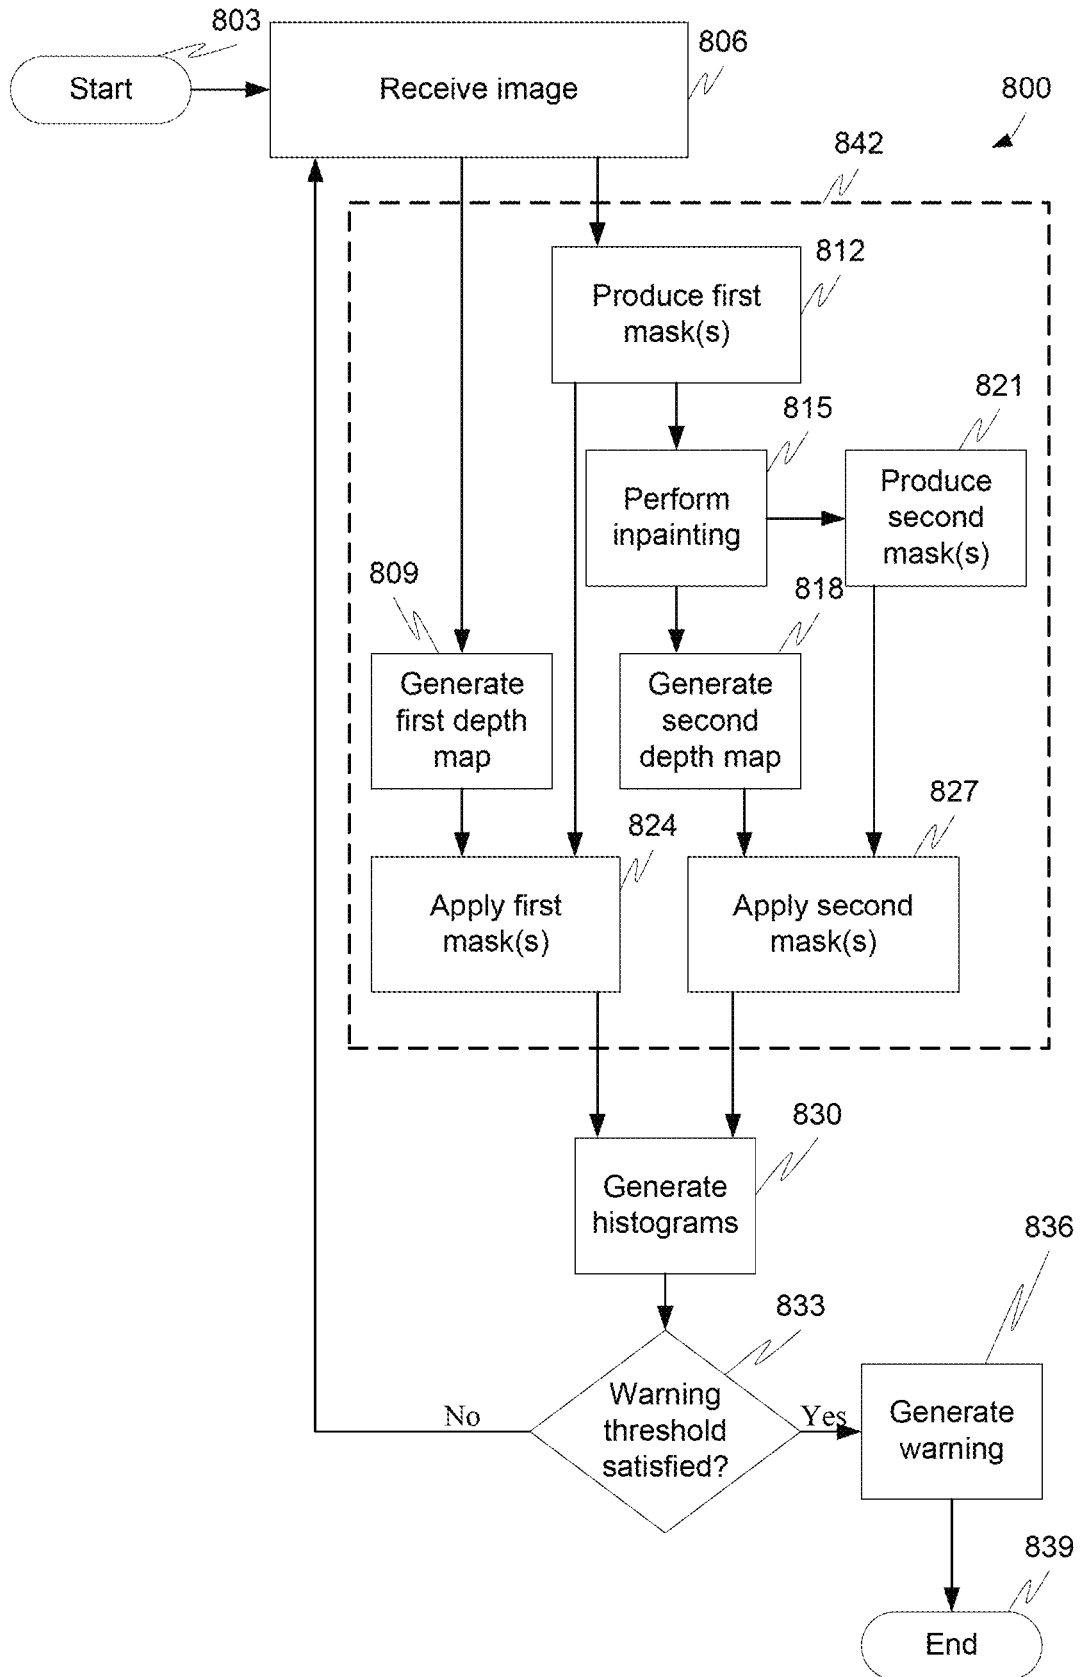 803
Start
Receive image
806
800
842
812
Produce first
mask(s)
815
821
Perform
inpainting
Produce
second
mask(s)
809
818
Generate
first depth
map
Generate
second
depth map
824
827
Apply first
mask(s)
Apply second
mask(s)
830
Generate
histograms
833
836
Warning
threshold
satisfied?
No
Yes
Generate
warning
839
End